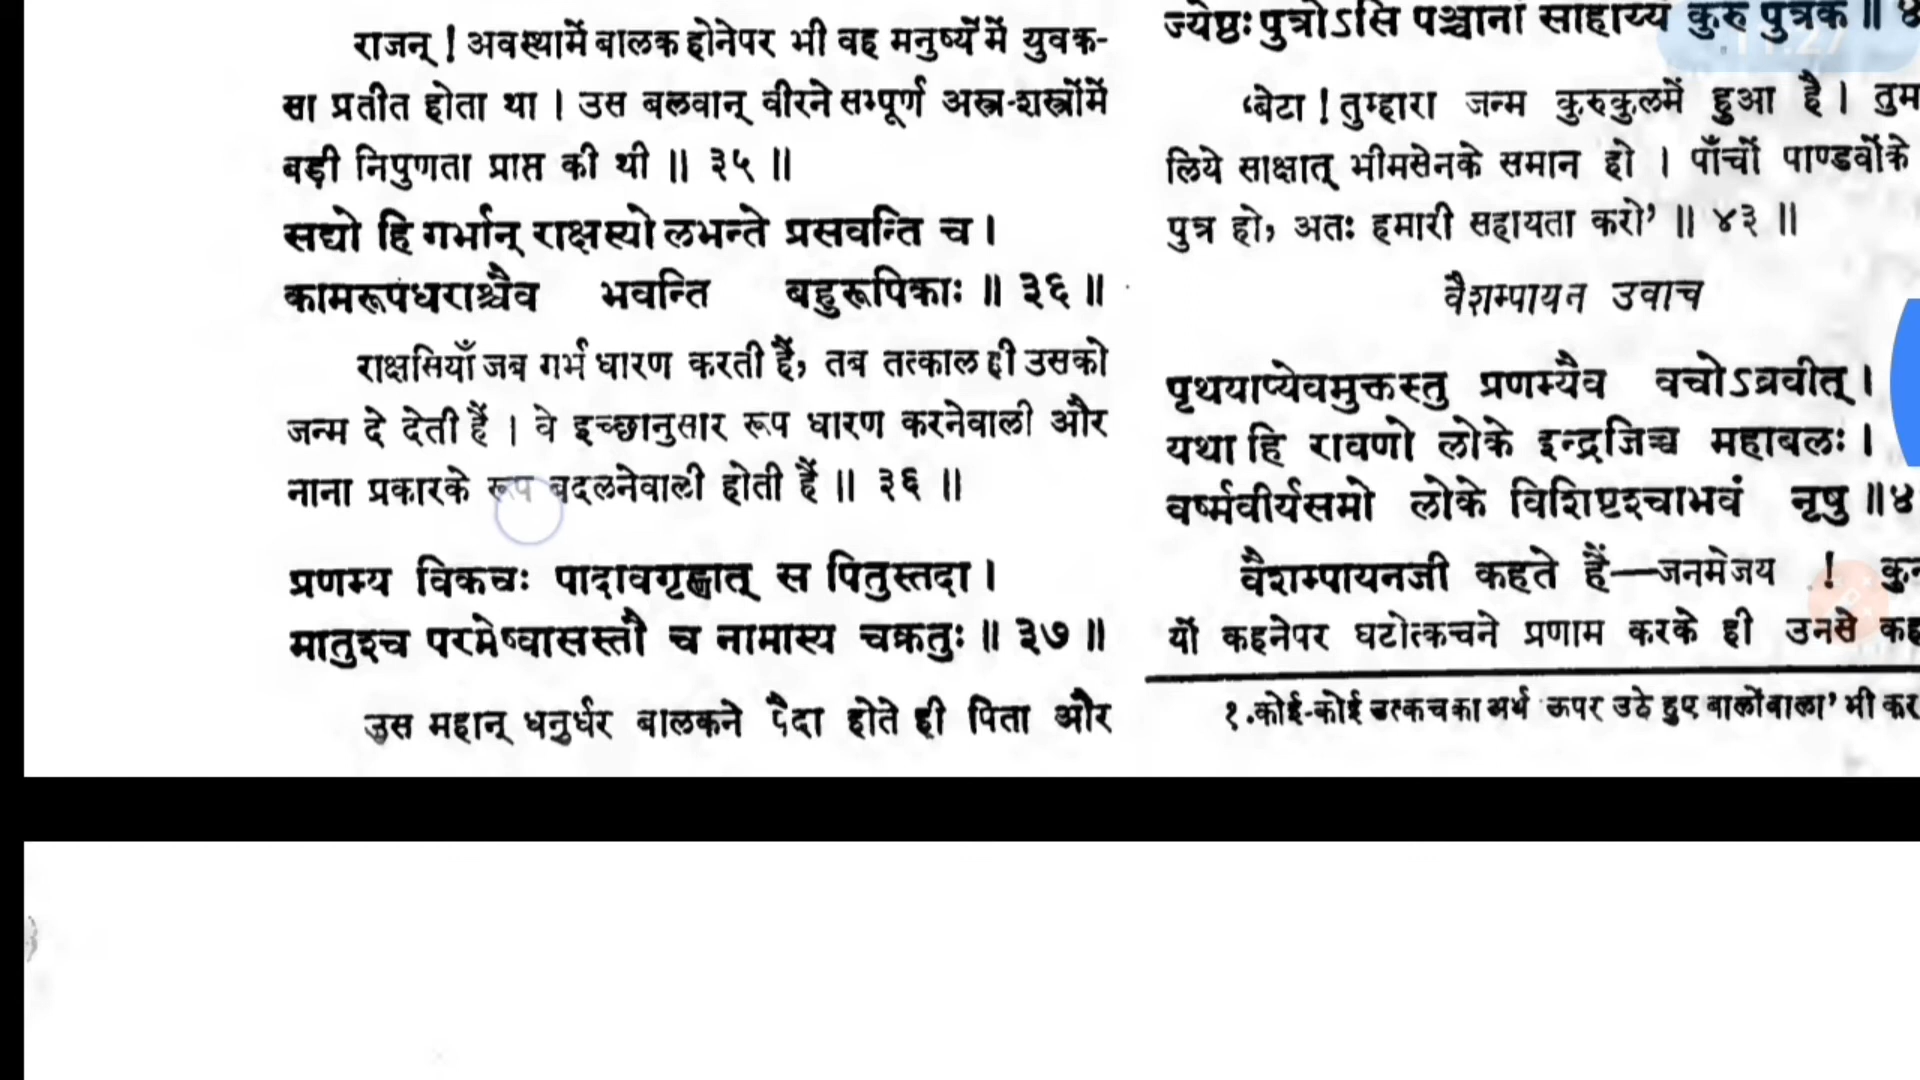 राजन् ! अवस्थामें बालक होनेपर भी वह मनुष्योंमें युवक-
सा प्रतीत होता था । उस बलवान् वीरने सम्पूर्ण अस्त्र-शस्त्रोंमें
बड़ी निपुणता प्राप्त की थी ॥ ३५ ॥
सद्यो हि गर्भान् राक्षस्यो लभन्ते प्रसवन्ति च ।
कामरूपधराश्चैव भवन्ति बहुरूपिकाः ॥ ३६ ॥
राक्षसियाँ जब गर्भ धारण करती हैं, तब तत्काल ही उसको
जन्म दे देती हैं । वे इच्छानुसार रूप धारण करनेवाली और
नाना प्रकारके रूप बदलनेवाली होती हैं ॥ ३६ ॥
प्रणम्य विकचः पादावगृह्णात् स पितुस्तदा ।
मातुश्च परमेष्वासस्तौ च नामास्य चक्रतुः ॥ ३७ ॥
उस महान् धनुर्धर बालकने पैदा होते ही पिता और
ज्येष्ठः पुत्रोऽसि पञ्चानां साहाय्यं कुरु पुत्रक ॥
‘बेटा ! तुम्हारा जन्म कुरुकुलमें हुआ है । तुम
लिये साक्षात् भीमसेनके समान हो । पाँचों पाण्डवोंके
पुत्र हो, अतः हमारी सहायता करो’ ॥ ४३ ॥
वैशम्पायन उवाच
पृथयाप्येवमुक्तस्तु प्रणम्यैव वचोऽब्रवीत् ।
यथा हि रावणो लोके इन्द्रजिच्च महाबलः ।
वर्ष्मवीर्यसमो लोके विशिष्टश्चाभवं नृषु ॥४
वैशम्पायनजी कहते हैं—जनमेजय !
यों कहनेपर घटोत्कचने प्रणाम करके ही उनसे
१.कोई-कोई उत्कचका अर्थ ऊपर उठे हुए बालोंवाला’ भी कर